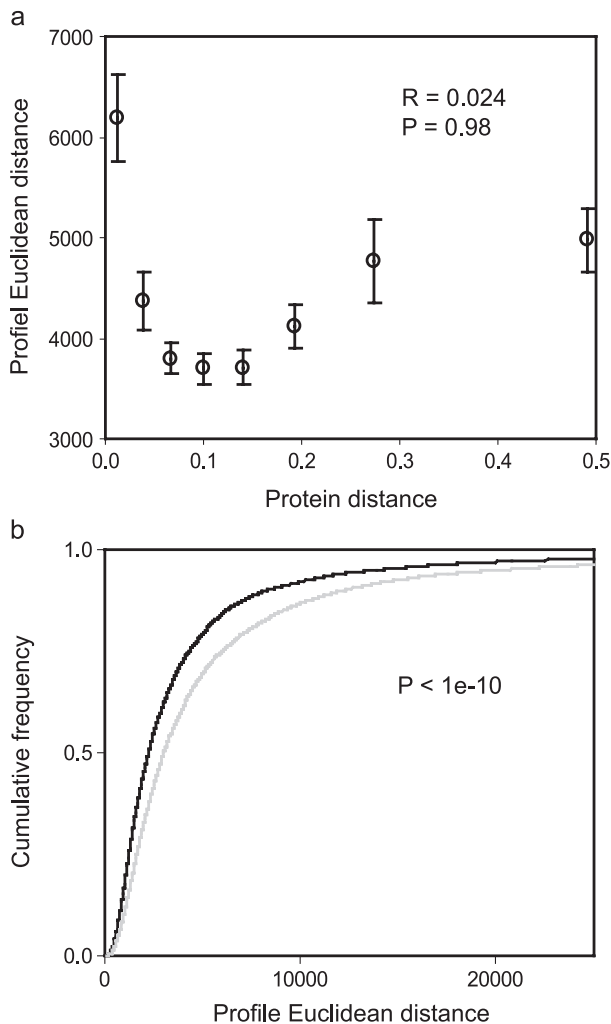 a
7000
6000
5000
4000
3000
Profiel Euclidean distance
R = 0.024
P = 0.98
0.0 0.1 0.2 0.3 0.4 0.5
Protein distance
b
1.0
0.5
0.0
Cumulative frequency
P < 1e-10
0 10000 20000
Profile Euclidean distance